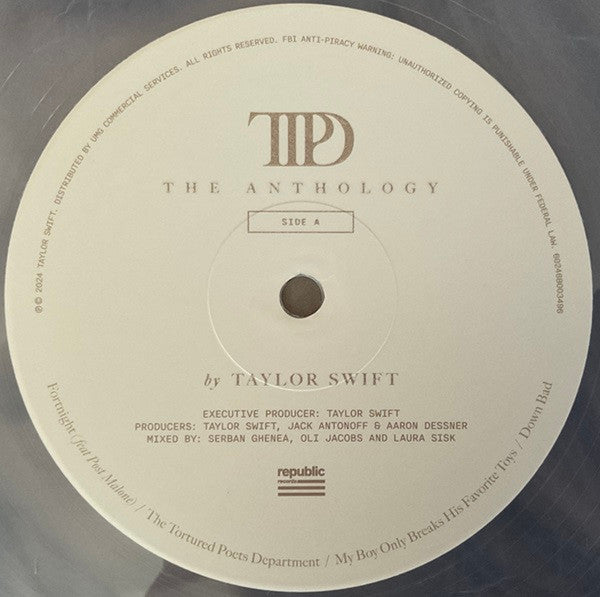 ℗© 2024 TAYLOR SWIFT. DISTRIBUTED BY UMG COMMERCIAL SERVICES. ALL RIGHTS RESERVED. FBI ANTI-PIRACY WARNING: UNAUTHORIZED COPYING IS PUNISHABLE UNDER FEDERAL LAW. 602468003496
TTPD
THE ANTHOLOGY
SIDE A
by TAYLOR SWIFT
EXECUTIVE PRODUCER: TAYLOR SWIFT
PRODUCERS: TAYLOR SWIFT, JACK ANTONOFF & AARON DESSNER
MIXED BY: SERBAN GHENEA, OLI JACOBS AND LAURA SISK
republic
records
Fortnight (feat Post Malone) / The Tortured Poets Department / My Boy Only Breaks His Favorite Toys / Down Bad